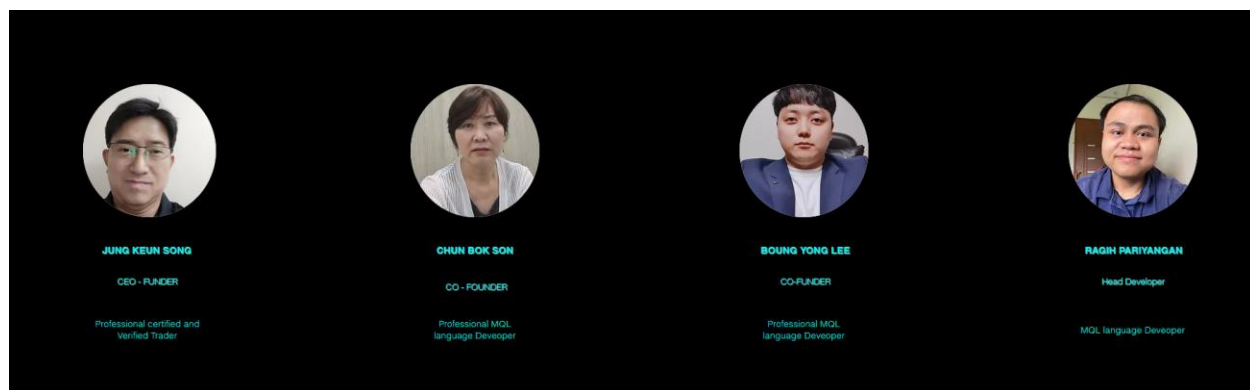 JUNG KEUN SONG
CEO - FUNDER
Professional certified and
Verified Trader
CHUN BOK SON
CO - FOUNDER
Professional MQL
language Deveoper
BOUNG YONG LEE
CO-FUNDER
Professional MQL
language Deveoper
RAGIH PARIYANGAN
Head Developer
MQL language Deveoper